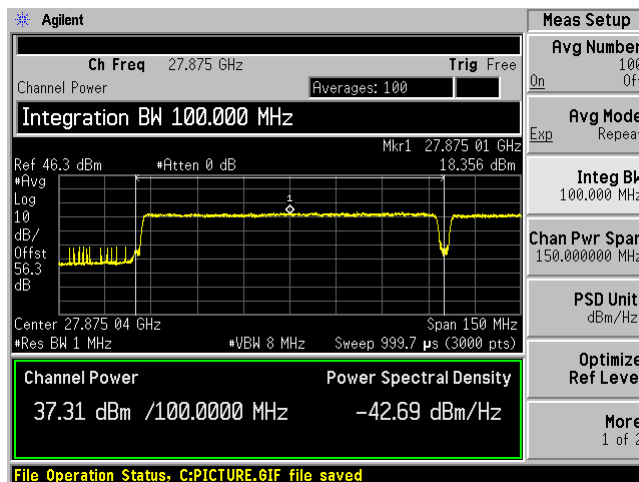 Agilent
Meas Setup
Ch Freq 27.875 GHz Trig Free
Channel Power Averages: 100
Integration BW 100.000 MHz
Mkr1 27.875 01 GHz
Ref 46.3 dBm #Atten 0 dB 18.356 dBm
#Avg
Log
10
dB/
Offst
56.3
dB
1
Center 27.875 04 GHz Span 150 MHz
#Res BW 1 MHz #VBW 8 MHz Sweep 999.7 µs (3000 pts)
Channel Power Power Spectral Density
37.31 dBm /100.0000 MHz -42.69 dBm/Hz
File Operation Status, C:PICTURE.GIF file saved
Avg Number
100
On Of
Avg Mode
Exp Repea
Integ BW
100.000 MHz
Chan Pwr Span
150.000000 MHz
PSD Unit
dBm/Hz
Optimize
Ref Leve
More
1 of 2